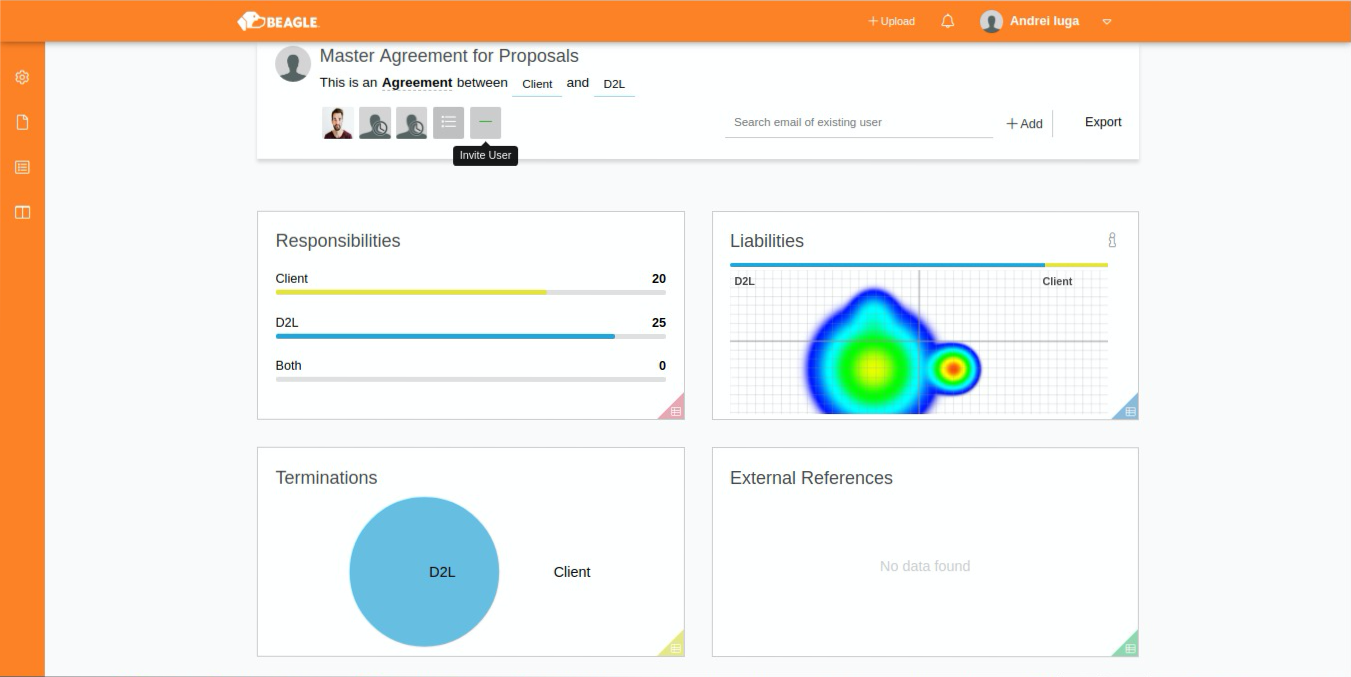 BEAGLE
+ Upload
Andrei Iuga
Master Agreement for Proposals
This is an Agreement between Client and D2L
Search email of existing user
+ Add
Export
Invite User
Responsibilities
Client 20
D2L 25
Both 0
Liabilities
D2L Client
Terminations
D2L Client
External References
No data found